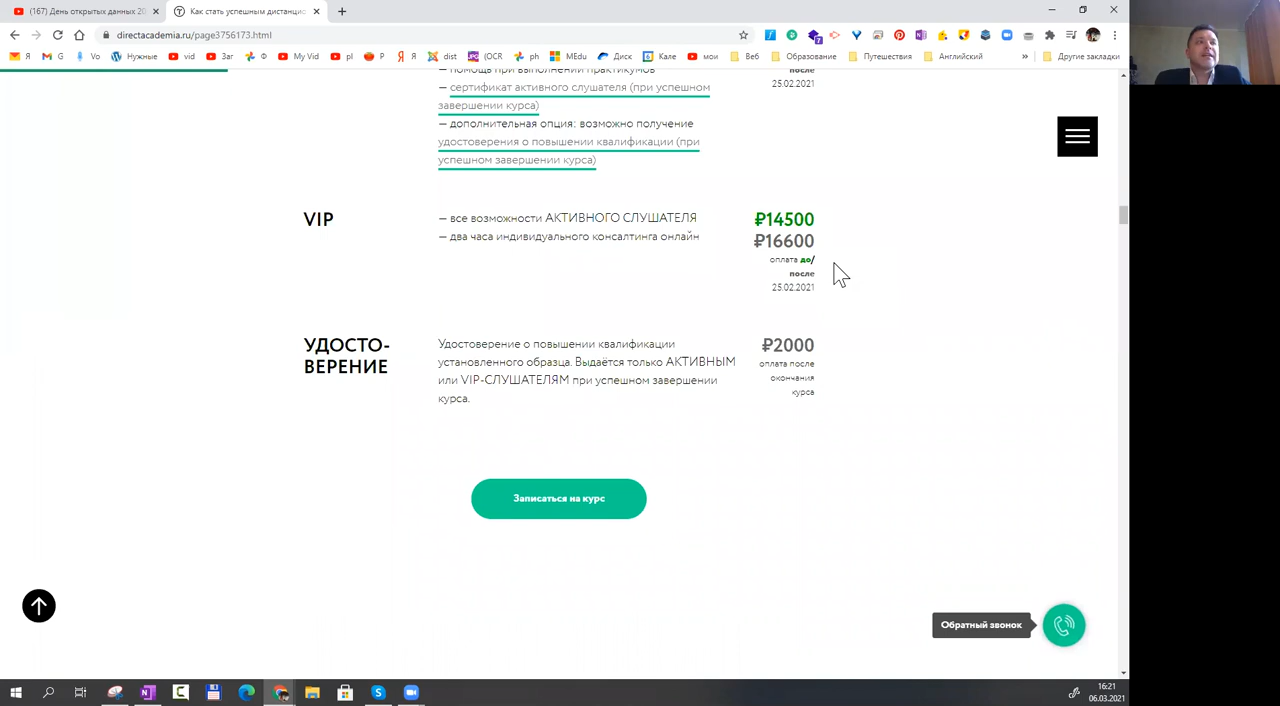 (167) День открытых данных 20
Как стать успешным дистанци
directacademia.ru/page3756173.html
Я
G
Vo
Нужные
vid
Заг
Ф
My Vid
pl
P
Я
dist
(OCR
ph
MEdu
Диск
Кале
мои
Веб
Образование
Путешествия
Английский
»
Другие закладки
— помощь при выполнении практикумов
после
— сертификат активного слушателя (при успешном
25.02.2021
завершении курса)
— дополнительная опция: возможно получение
удостоверения о повышении квалификации (при
успешном завершении курса)
VIP
— все возможности АКТИВНОГО СЛУШАТЕЛЯ
₽14500
— два часа индивидуального консалтинга онлайн
₽16600
оплата до/
после
25.02.2021
УДОСТО-
ВЕРЕНИЕ
Удостоверение о повышении квалификации
установленного образца. Выдаётся только АКТИВНЫМ
или VIP-СЛУШАТЕЛЯМ при успешном завершении
курса.
₽2000
оплата после
окончания
курса
Записаться на курс
Обратный звонок
16:21
06.03.2021